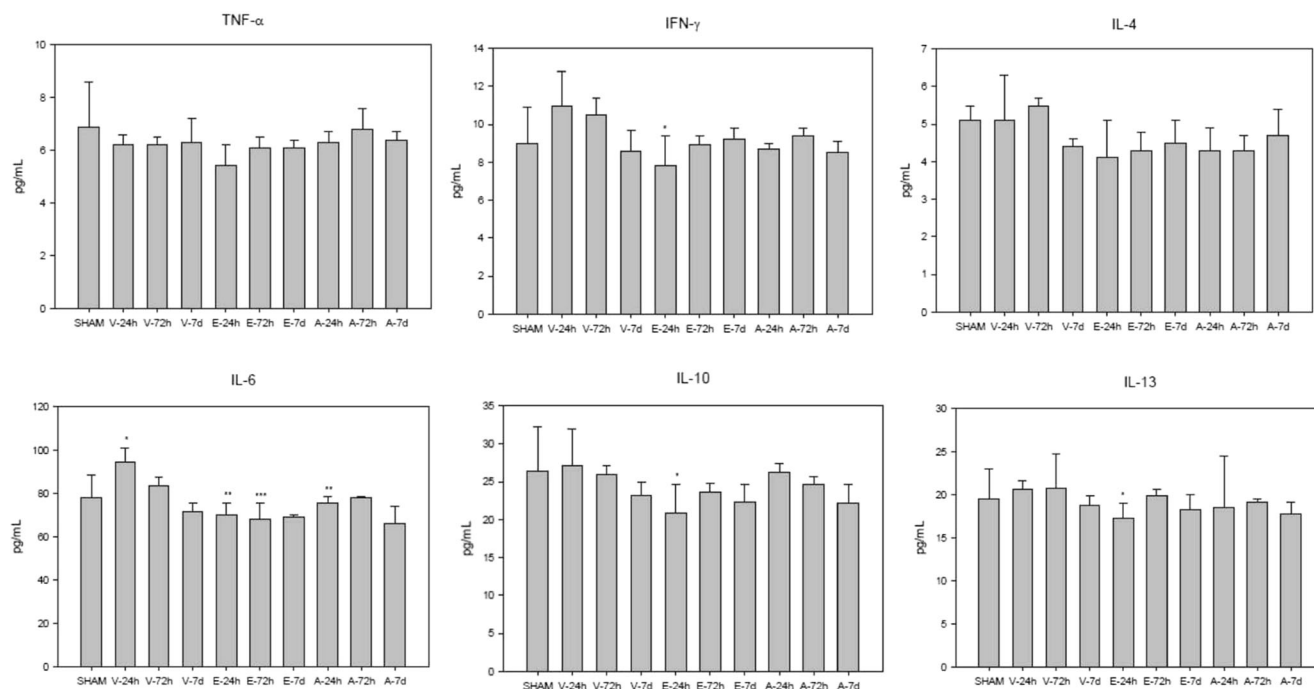 TNF-α
10
8
6
4
2
0
pg/mL
SHAM V-24h V-72h V-7d E-24h E-72h E-7d A-24h A-72h A-7d
IFN-γ
14
12
10
8
6
4
2
0
pg/mL
*
SHAM V-24h V-72h V-7d E-24h E-72h E-7d A-24h A-72h A-7d
IL-4
7
6
5
4
3
2
1
0
pg/mL
SHAM V-24h V-72h V-7d E-24h E-72h E-7d A-24h A-72h A-7d
IL-6
120
100
80
60
40
20
0
pg/mL
* ** *** **
SHAM V-24h V-72h V-7d E-24h E-72h E-7d A-24h A-72h A-7d
IL-10
35
30
25
20
15
10
5
0
pg/mL
*
SHAM V-24h V-72h V-7d E-24h E-72h E-7d A-24h A-72h A-7d
IL-13
30
25
20
15
10
5
0
pg/mL
*
SHAM V-24h V-72h V-7d E-24h E-72h E-7d A-24h A-72h A-7d